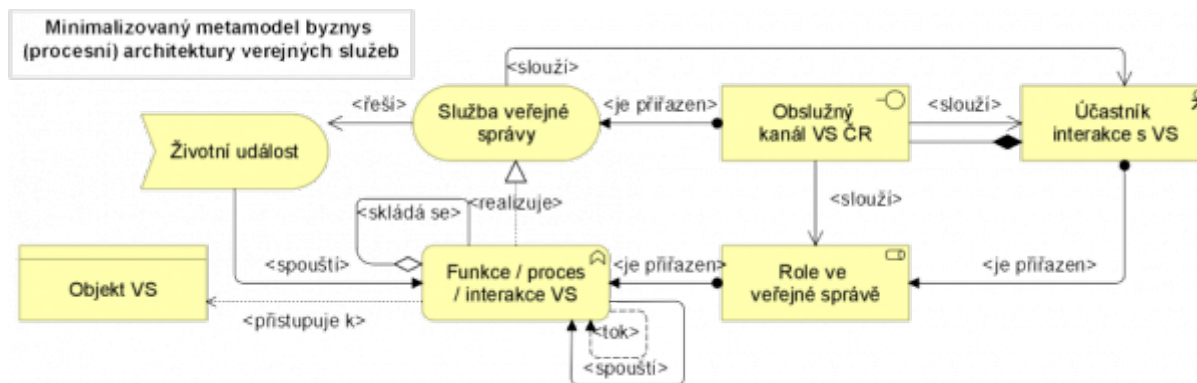 Minimalizovaný metamodel byznys
(procesní) architektury verejných služeb
<slouží>
<řeší>
Služba veřejné
správy
<je přiřazen>
Obslužný
kanál VS ČR
<slouží>
Účastník
interakce s VS
Životní událost
<skládá se>
<realizuje>
<slouží>
Objekt VS
<spouští>
Funkce / proces
/ interakce VS
<je přiřazen>
Role ve
veřejné správě
<je přiřazen>
<přistupuje k>
<tok>
<spouští>